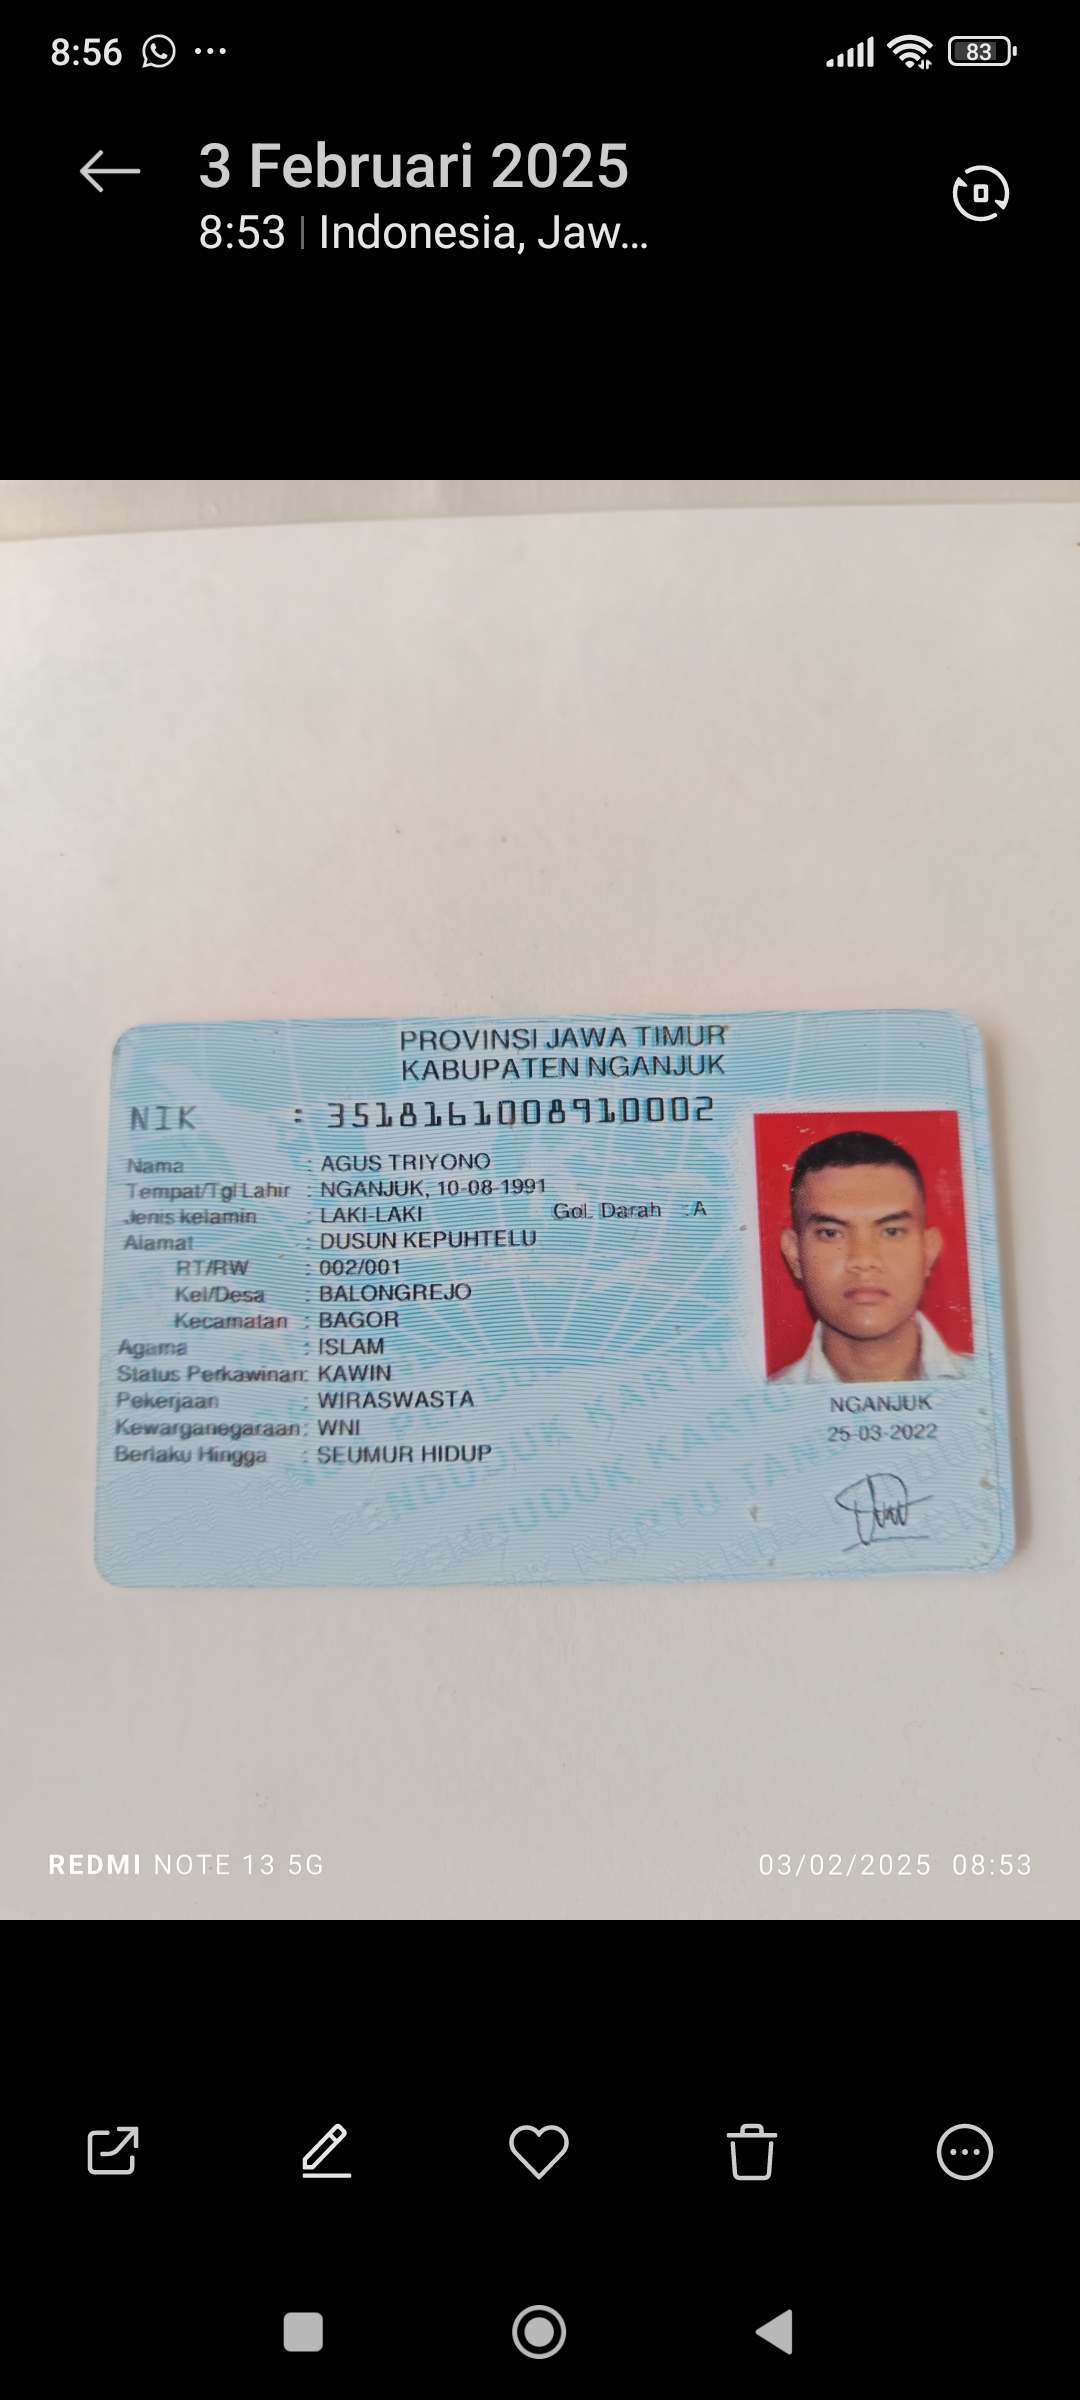 8:56
83
3 Februari 2025
8:53 | Indonesia, Jaw...
PROVINSI JAWA TIMUR
KABUPATEN NGANJUK
NIK : 3518161008910002
Nama : AGUS TRIYONO
Tempat/Tgl Lahir : NGANJUK, 10-08-1991
Jenis kelamin : LAKI-LAKI Gol. Darah : A
Alamat : DUSUN KEPUHTELU
RT/RW : 002/001
Kel/Desa : BALONGREJO
Kecamatan : BAGOR
Agama : ISLAM
Status Perkawinan: KAWIN
Pekerjaan : WIRASWASTA
Kewarganegaraan: WNI
Berlaku Hingga : SEUMUR HIDUP
NGANJUK
25-03-2022
REDMI NOTE 13 5G
03/02/2025 08:53